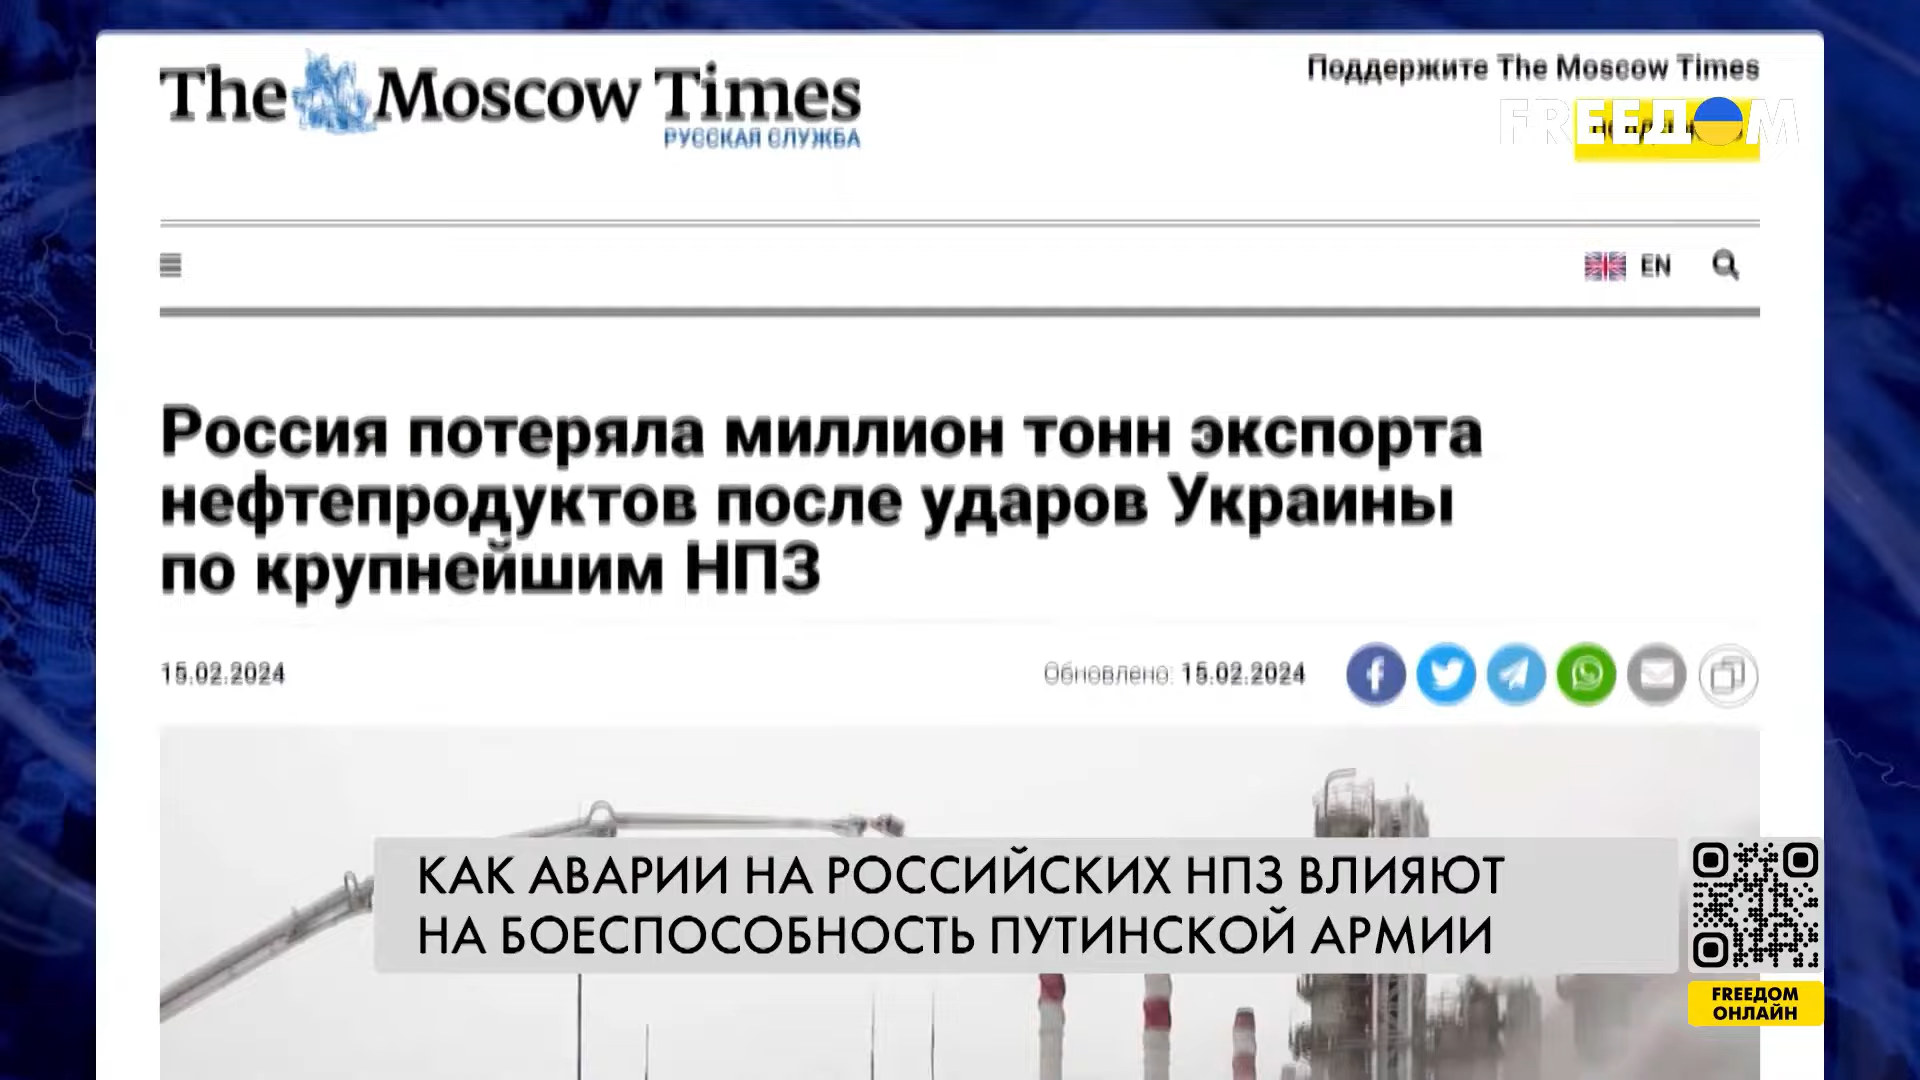 The Moscow Times
РУССКАЯ СЛУЖБА
Поддержите The Moscow Times
FREEДОМ
EN
Россия потеряла миллион тонн экспорта
нефтепродуктов после ударов Украины
по крупнейшим НПЗ
15.02.2024
Обновлено: 15.02.2024
КАК АВАРИИ НА РОССИЙСКИХ НПЗ ВЛИЯЮТ
НА БОЕСПОСОБНОСТЬ ПУТИНСКОЙ АРМИИ
FREEДОМ
ОНЛАЙН